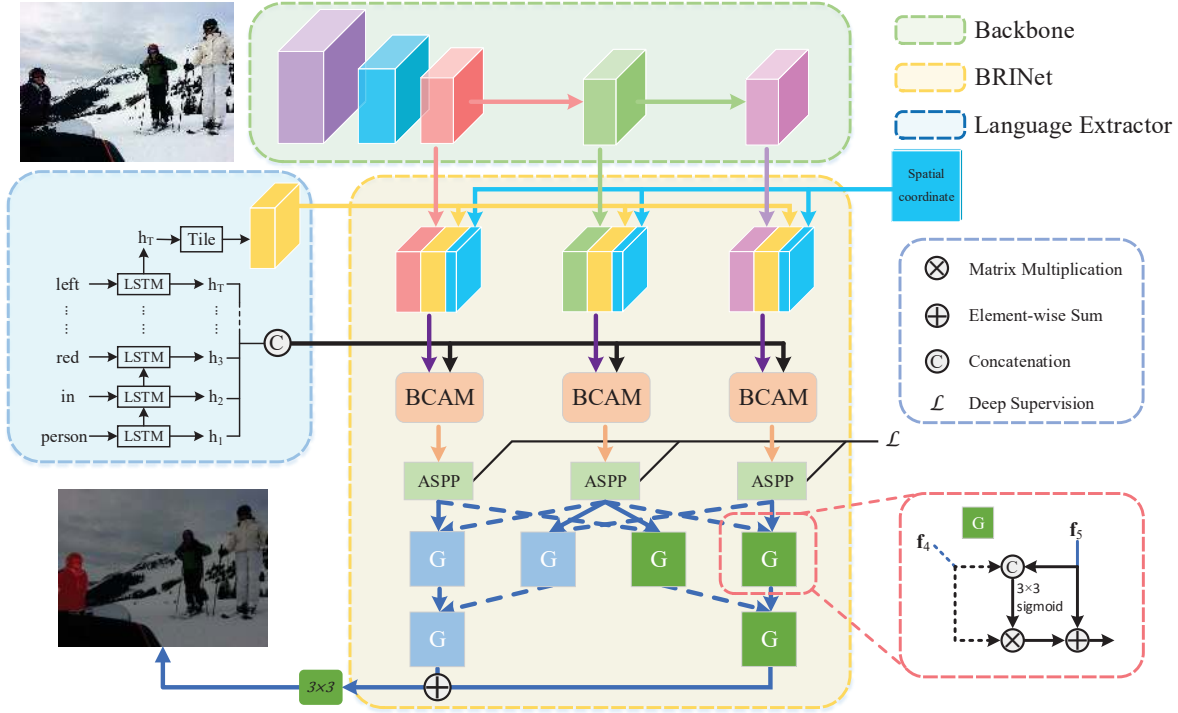 Backbone
BRINet
Language Extractor
Spatial
coordinate
h_T
Tile
left
LSTM
h_T
⋮ ⋮ ⋮ ⋮
red
LSTM
h_3
in
LSTM
h_2
person
LSTM
h_1
C
BCAM
BCAM
BCAM
ASPP
ASPP
ASPP
ℒ
G
G
G
G
G
G
3×3
Matrix Multiplication
Element-wise Sum
C
Concatenation
ℒ
Deep Supervision
G
f_4
f_5
C
3×3
sigmoid